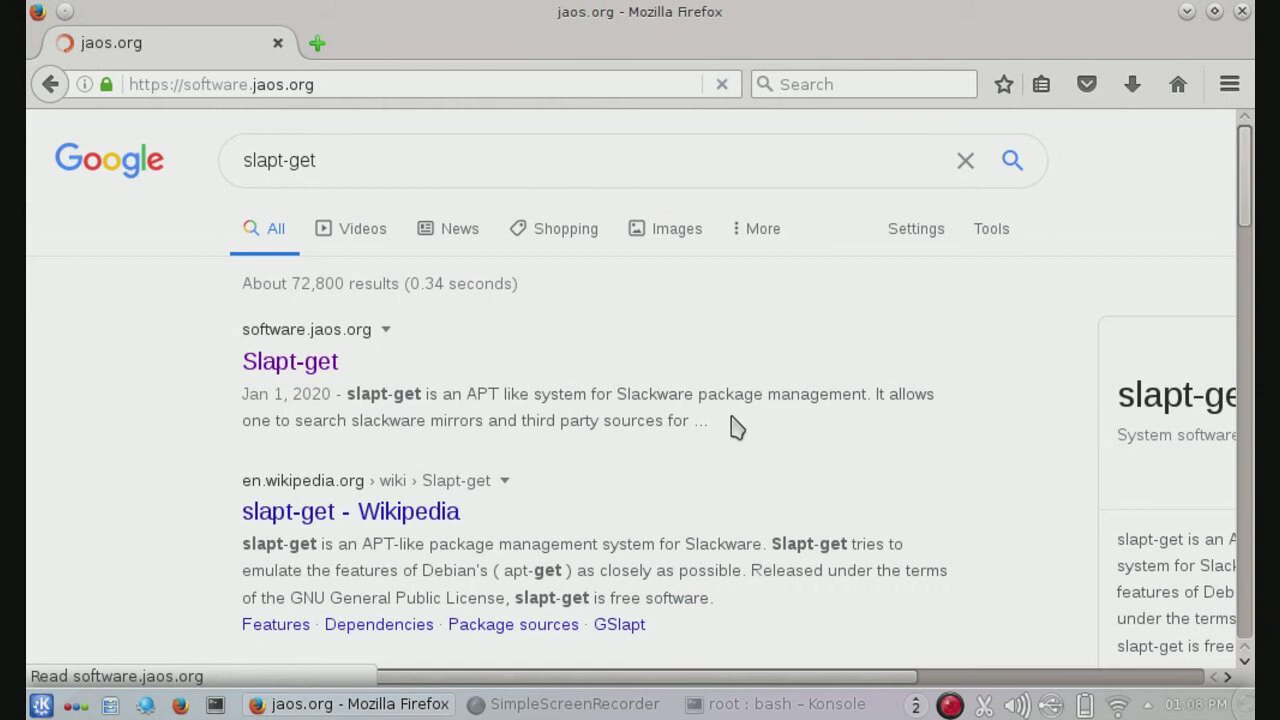 jaos.org - Mozilla Firefox
jaos.org
https://software.jaos.org
Search
Google
slapt-get
All Videos News Shopping Images More Settings Tools
About 72,800 results (0.34 seconds)
software.jaos.org
Slapt-get
Jan 1, 2020 - slapt-get is an APT like system for Slackware package management. It allows
one to search slackware mirrors and third party sources for ...
en.wikipedia.org › wiki › Slapt-get
slapt-get - Wikipedia
slapt-get is an APT-like package management system for Slackware. Slapt-get tries to
emulate the features of Debian's ( apt-get ) as closely as possible. Released under the terms
of the GNU General Public License, slapt-get is free software.
Features · Dependencies · Package sources · GSlapt
slapt-ge
System software
slapt-get is an A
system for Slack
features of Deb
under the terms
slapt-get is free
Read software.jaos.org
jaos.org - Mozilla Firefox SimpleScreenRecorder root : bash – Konsole 2 01:08 PM